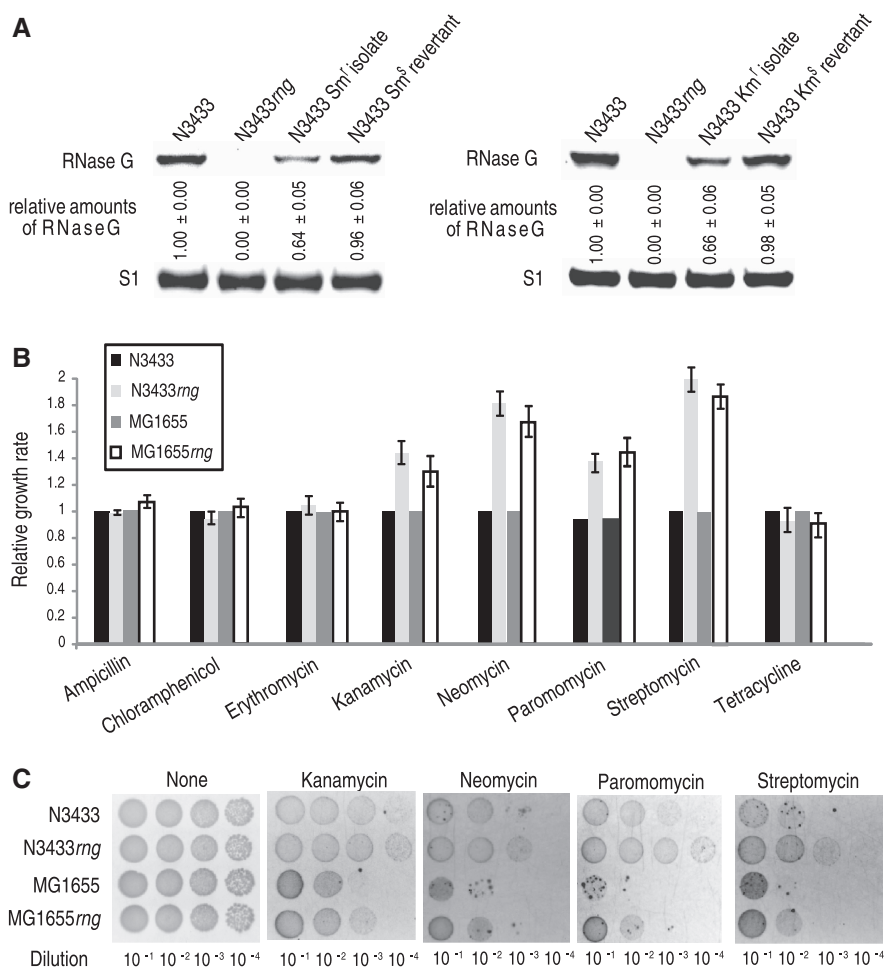 A
N3433
N3433rng
N3433 Smʳ isolate
N3433 Smˢ revertant
RNase G
relative amounts
of RNaseG
1.00 ± 0.00
0.00 ± 0.00
0.64 ± 0.05
0.96 ± 0.06
S1
N3433
N3433rng
N3433 Kmʳ isolate
N3433 Kmˢ revertant
RNase G
relative amounts
of RNaseG
1.00 ± 0.00
0.00 ± 0.00
0.66 ± 0.06
0.98 ± 0.05
S1
B
N3433
N3433rng
MG1655
MG1655rng
Relative growth rate
2
1.8
1.6
1.4
1.2
1
0.8
0.6
0.4
0.2
0
Ampicillin
Chloramphenicol
Erythromycin
Kanamycin
Neomycin
Paromomycin
Streptomycin
Tetracycline
C
None
Kanamycin
Neomycin
Paromomycin
Streptomycin
N3433
N3433rng
MG1655
MG1655rng
Dilution 10⁻¹ 10⁻² 10⁻³ 10⁻⁴ 10⁻¹ 10⁻² 10⁻³ 10⁻⁴ 10⁻¹ 10⁻² 10⁻³ 10⁻⁴ 10⁻¹ 10⁻² 10⁻³ 10⁻⁴ 10⁻¹ 10⁻² 10⁻³ 10⁻⁴